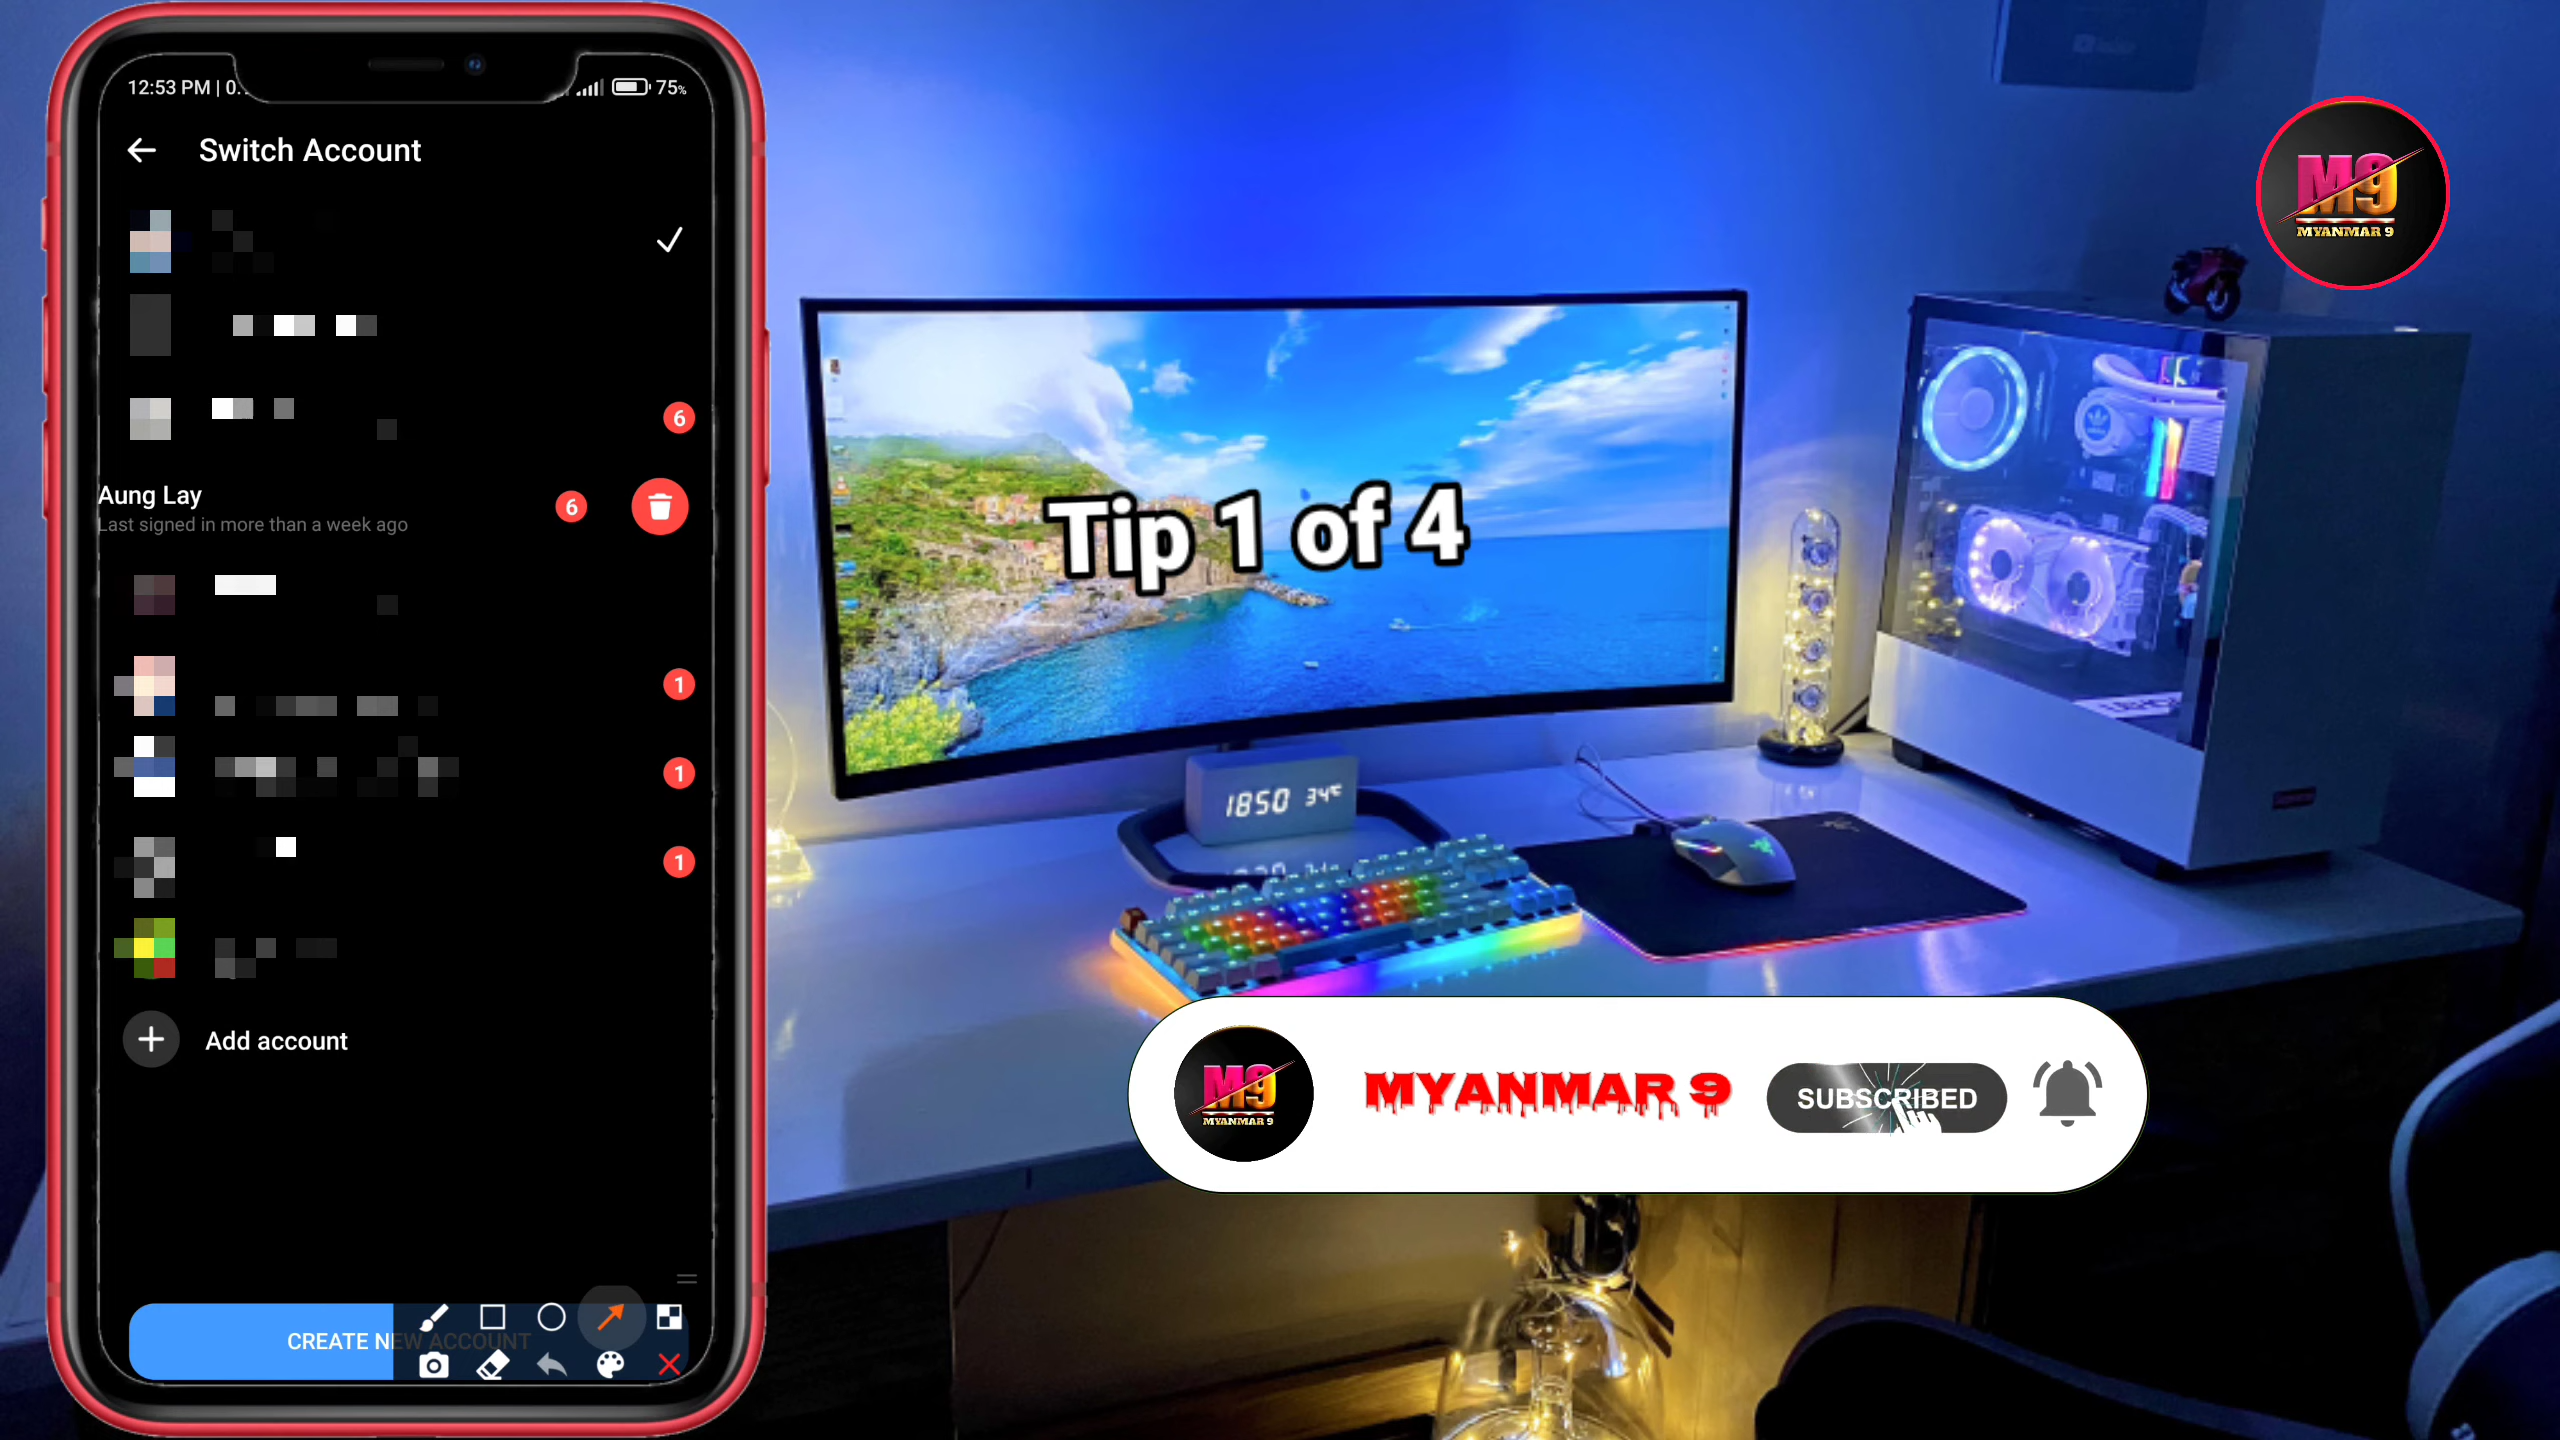 12:53 PM | 0.
75%
Switch Account
6
Aung Lay
Last signed in more than a week ago
6
1
1
1
Add account
CREATE NEW ACCOUNT
M9
MYANMAR 9
Tip 1 of 4
1850 34°C
M9
MYANMAR 9
MYANMAR 9
SUBSCRIBED